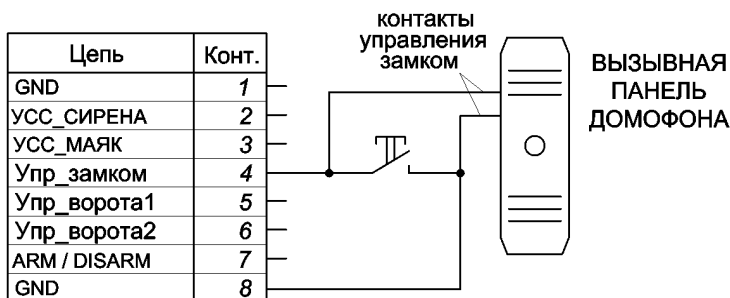 контакты
управления
замком
ВЫЗЫВНАЯ
ПАНЕЛЬ
ДОМОФОНА
Цепь Конт.
GND 1
УСС_СИРЕНА 2
УСС_МАЯК 3
Упр_замком 4
Упр_ворота1 5
Упр_ворота2 6
ARM / DISARM 7
GND 8